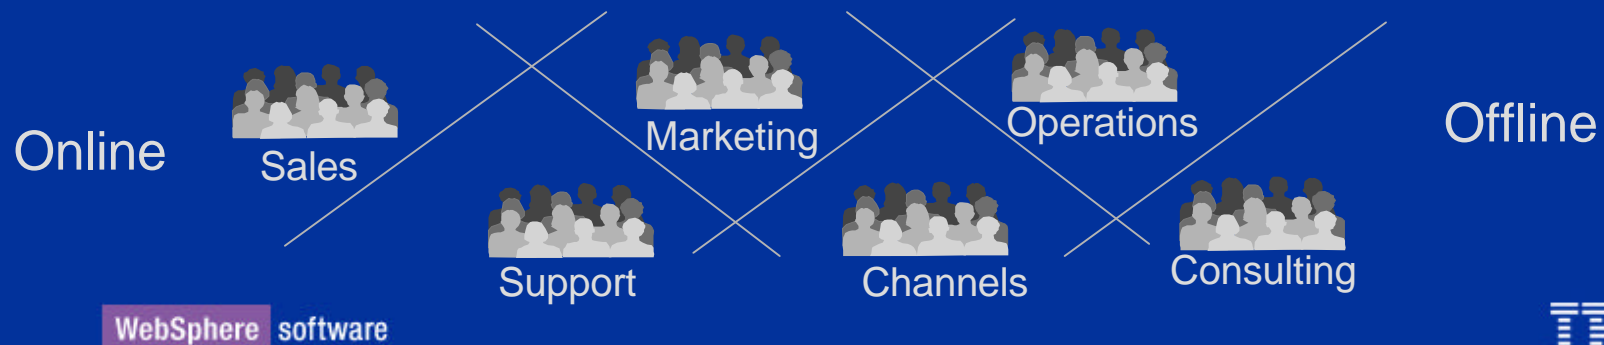 Online
Sales
Marketing
Operations
Offline
Support
Channels
Consulting
WebSphere software